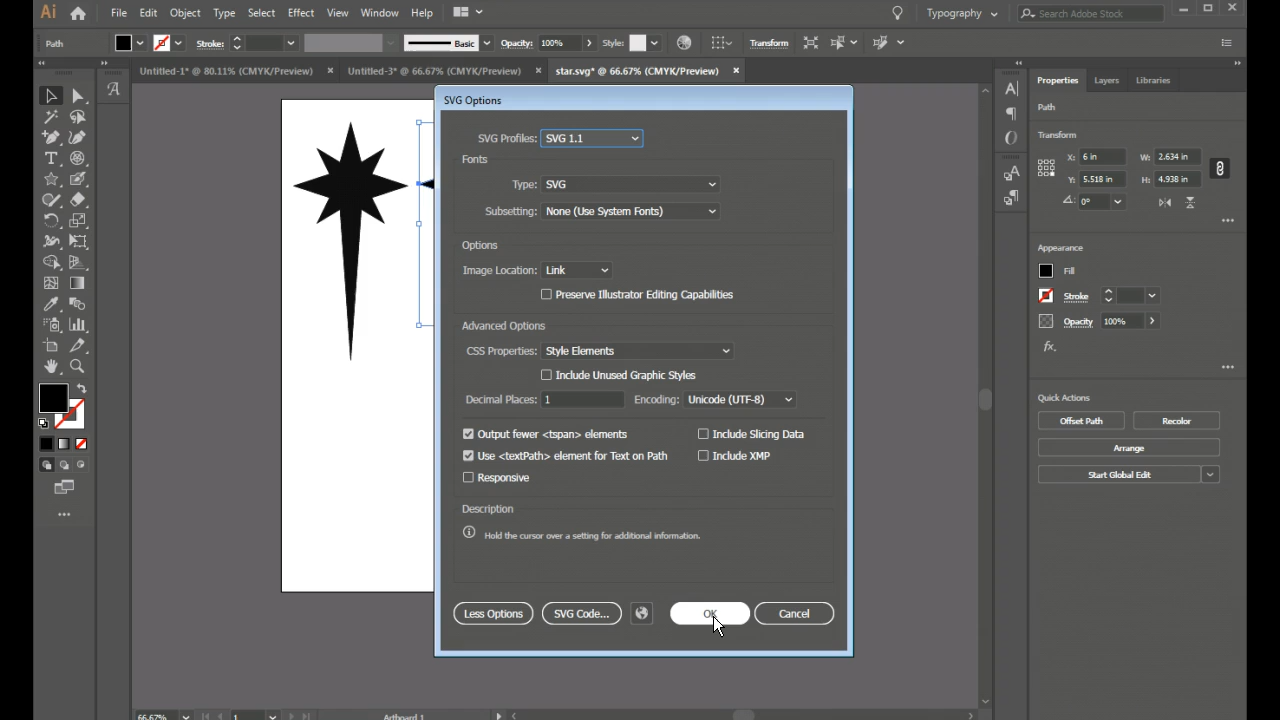 Ai File Edit Object Type Select Effect View Window Help Typography Search Adobe Stock
Path Stroke: Basic Opacity: 100% Style: Transform
Untitled-1* @ 80.11% (CMYK/Preview) × Untitled-3* @ 66.67% (CMYK/Preview) × star.svg* @ 66.67% (CMYK/Preview) ×
Properties Layers Libraries
Path
Transform
X: 6 in W: 2.634 in
Y: 5.518 in H: 4.938 in
0°
Appearance
Fill
Stroke
Opacity 100%
fx.
Quick Actions
Offset Path Recolor
Arrange
Start Global Edit
SVG Options
SVG Profiles: SVG 1.1
Fonts
Type: SVG
Subsetting: None (Use System Fonts)
Options
Image Location: Link
Preserve Illustrator Editing Capabilities
Advanced Options
CSS Properties: Style Elements
Include Unused Graphic Styles
Decimal Places: 1 Encoding: Unicode (UTF-8)
Output fewer <tspan> elements Include Slicing Data
Use <textPath> element for Text on Path Include XMP
Responsive
Description
Hold the cursor over a setting for additional information.
Less Options SVG Code... OK Cancel
66.67% 1 Artboard 1